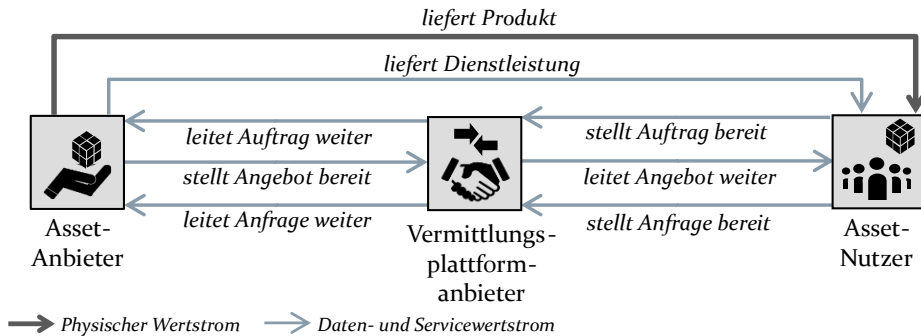 liefert Produkt
liefert Dienstleistung
leitet Auftrag weiter
stellt Auftrag bereit
stellt Angebot bereit
leitet Angebot weiter
leitet Anfrage weiter
stellt Anfrage bereit
Asset-
Anbieter
Vermittlungs-
plattform-
anbieter
Asset-
Nutzer
Physischer Wertstrom
Daten- und Servicewertstrom